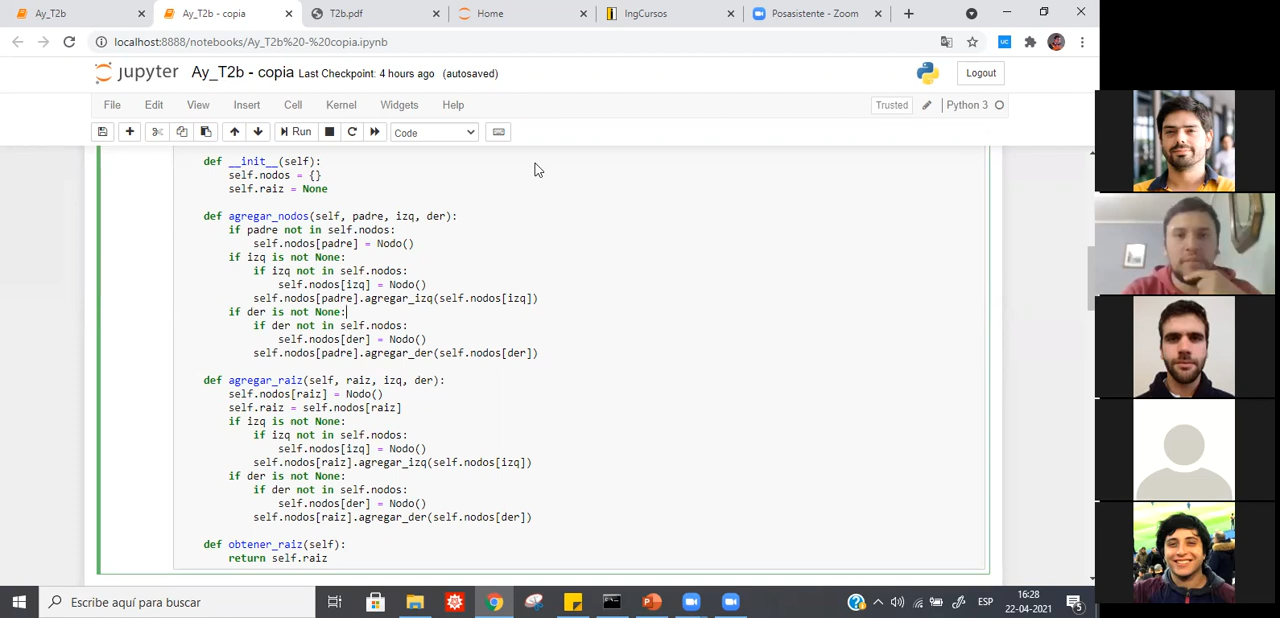 Ay_T2b
Ay_T2b - copia
T2b.pdf
Home
IngCursos
Posasistente - Zoom
localhost:8888/notebooks/Ay_T2b%20-%20copia.ipynb
UC
jupyter Ay_T2b - copia Last Checkpoint: 4 hours ago (autosaved)
Logout
File Edit View Insert Cell Kernel Widgets Help
Trusted
Python 3
Run
Code
def __init__(self):
self.nodos = {}
self.raiz = None
def agregar_nodos(self, padre, izq, der):
if padre not in self.nodos:
self.nodos[padre] = Nodo()
if izq is not None:
if izq not in self.nodos:
self.nodos[izq] = Nodo()
self.nodos[padre].agregar_izq(self.nodos[izq])
if der is not None:
if der not in self.nodos:
self.nodos[der] = Nodo()
self.nodos[padre].agregar_der(self.nodos[der])
def agregar_raiz(self, raiz, izq, der):
self.nodos[raiz] = Nodo()
self.raiz = self.nodos[raiz]
if izq is not None:
if izq not in self.nodos:
self.nodos[izq] = Nodo()
self.nodos[raiz].agregar_izq(self.nodos[izq])
if der is not None:
if der not in self.nodos:
self.nodos[der] = Nodo()
self.nodos[raiz].agregar_der(self.nodos[der])
def obtener_raiz(self):
return self.raiz
Escribe aquí para buscar
ESP
16:28
22-04-2021
5